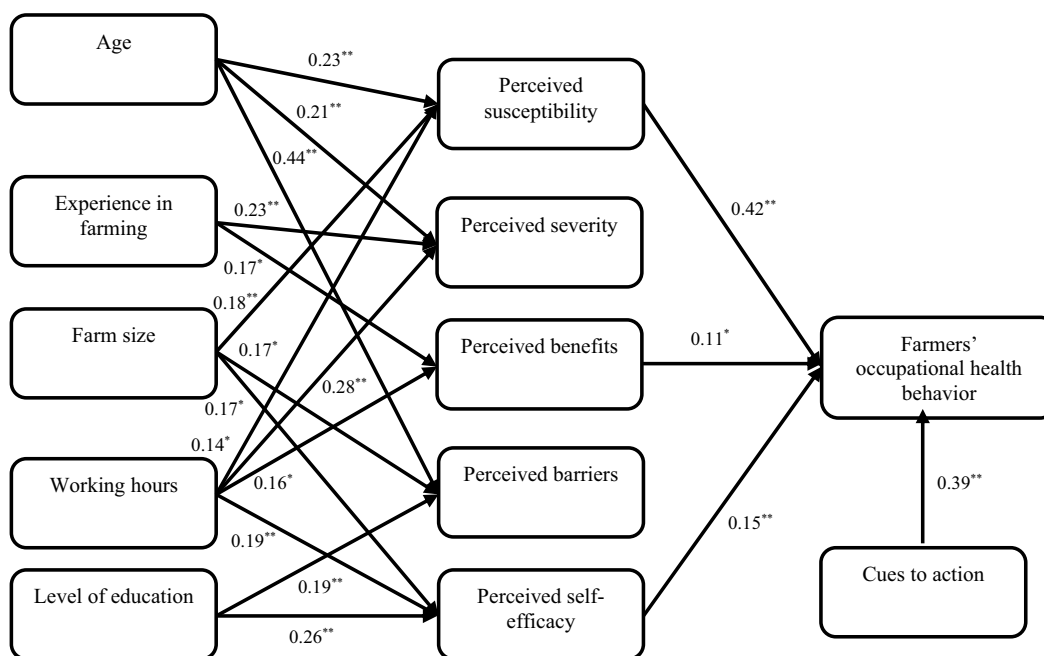 Age
Experience in
farming
Farm size
Working hours
Level of education
0.23**
0.21**
0.44**
0.23**
0.17*
0.18**
0.17*
0.28**
0.17*
0.14*
0.16*
0.19**
0.19**
0.26**
Perceived
susceptibility
Perceived severity
Perceived benefits
Perceived barriers
Perceived self-
efficacy
0.42**
0.11*
0.15**
Farmers’
occupational health
behavior
0.39**
Cues to action